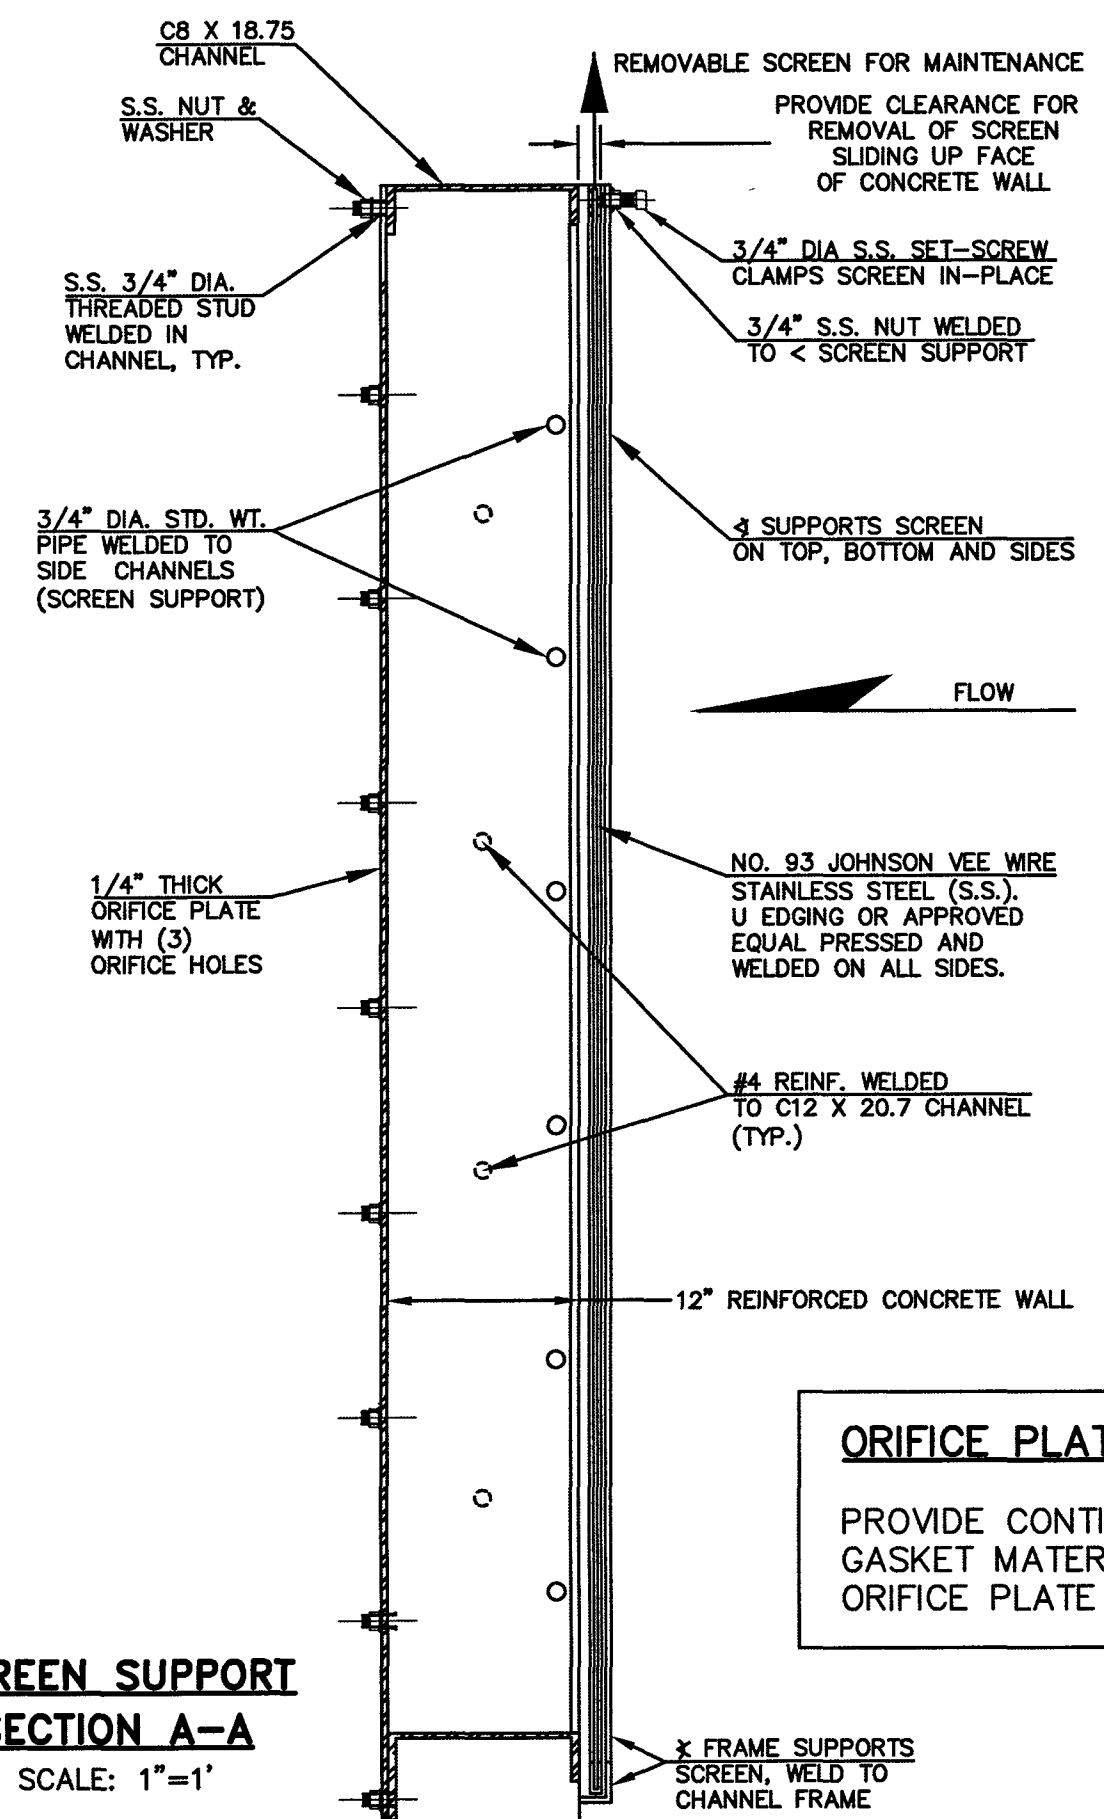 C8 X 18.75
CHANNEL
REMOVABLE SCREEN FOR MAINTENANCE
S.S. NUT &
WASHER
PROVIDE CLEARANCE FOR
REMOVAL OF SCREEN
SLIDING UP FACE
OF CONCRETE WALL
3/4" DIA S.S. SET-SCREW
CLAMPS SCREEN IN-PLACE
S.S. 3/4" DIA.
THREADED STUD
WELDED IN
CHANNEL, TYP.
3/4" S.S. NUT WELDED
TO < SCREEN SUPPORT
3/4" DIA. STD. WT.
PIPE WELDED TO
SIDE CHANNELS
(SCREEN SUPPORT)
SUPPORTS SCREEN
ON TOP, BOTTOM AND SIDES
FLOW
1/4" THICK
ORIFICE PLATE
WITH (3)
ORIFICE HOLES
NO. 93 JOHNSON VEE WIRE
STAINLESS STEEL (S.S.).
U EDGING OR APPROVED
EQUAL PRESSED AND
WELDED ON ALL SIDES.
#4 REINF. WELDED
TO C12 X 20.7 CHANNEL
(TYP.)
12" REINFORCED CONCRETE WALL
ORIFICE PLAT
PROVIDE CONTI
GASKET MATER
ORIFICE PLATE
REEN SUPPORT
SECTION A-A
SCALE: 1"=1'
FRAME SUPPORTS
SCREEN, WELD TO
CHANNEL FRAME